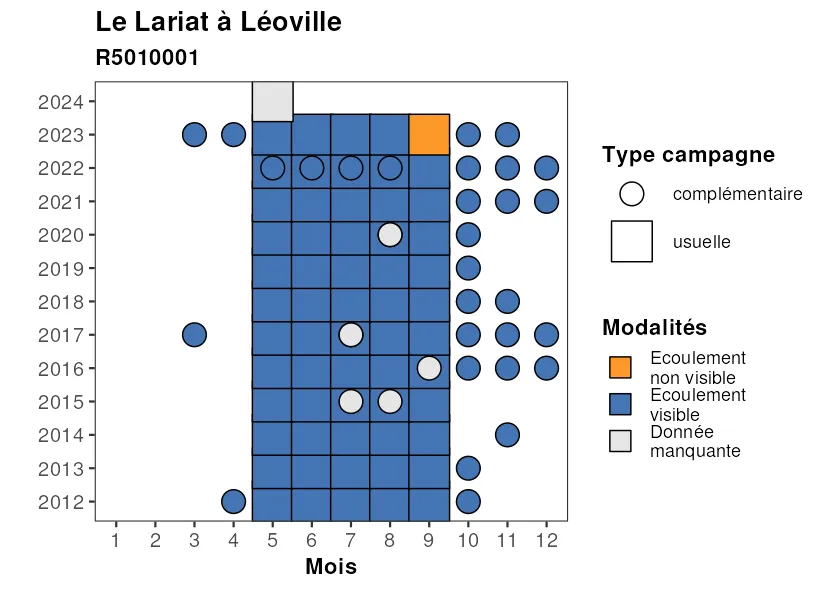 Le Lariat à Léoville
R5010001
2024
2023
2022
2021
2020
2019
2018
2017
2016
2015
2014
2013
2012
1 2 3 4 5 6 7 8 9 10 11 12
Mois
Type campagne
complémentaire
usuelle
Modalités
Ecoulement
non visible
Ecoulement
visible
Donnée
manquante